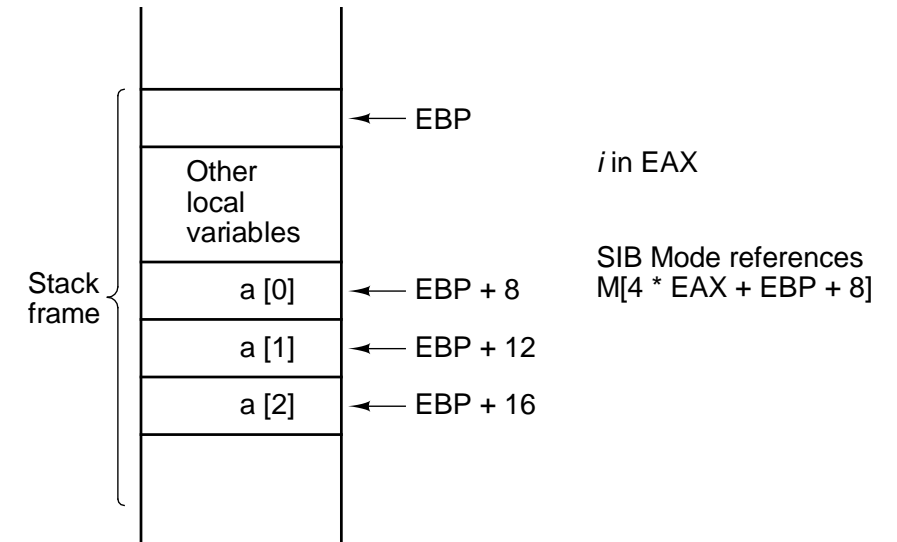 EBP
Other
local
variables
i in EAX
SIB Mode references
M[4 * EAX + EBP + 8]
Stack
frame
a [0]
EBP + 8
a [1]
EBP + 12
a [2]
EBP + 16